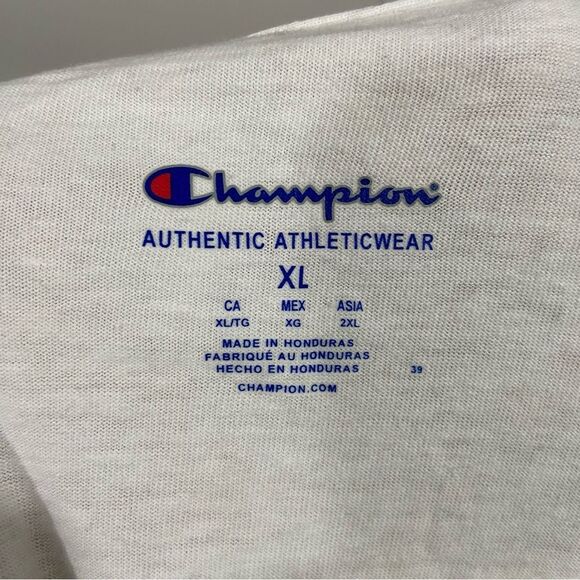 Champion
AUTHENTIC ATHLETICWEAR
XL
CA MEX ASIA
XL/TG XG 2XL
MADE IN HONDURAS
FABRIQUÉ AU HONDURAS
HECHO EN HONDURAS 39
CHAMPION.COM